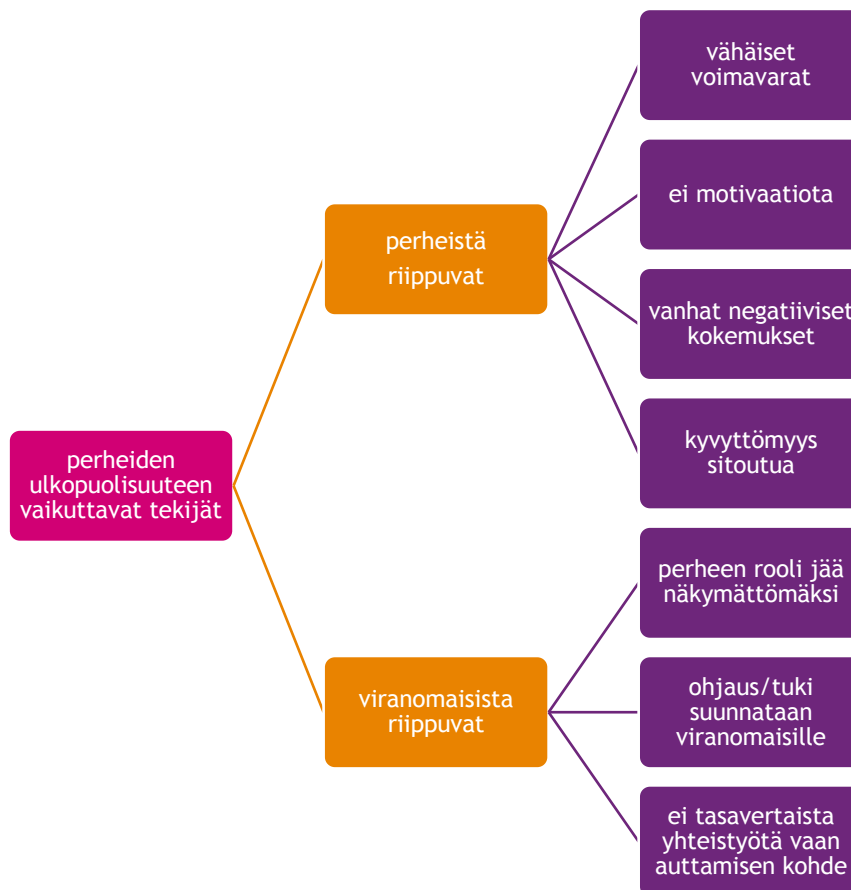 perheiden
ulkopuolisuuteen
vaikuttavat tekijät
perheistä
riippuvat
vähäiset
voimavarat
ei motivaatiota
vanhat negatiiviset
kokemukset
kyvyttömyys
sitoutua
viranomaisista
riippuvat
perheen rooli jää
näkymättömäksi
ohjaus/tuki
suunnataan
viranomaisille
ei tasavertaista
yhteistyötä vaan
auttamisen kohde